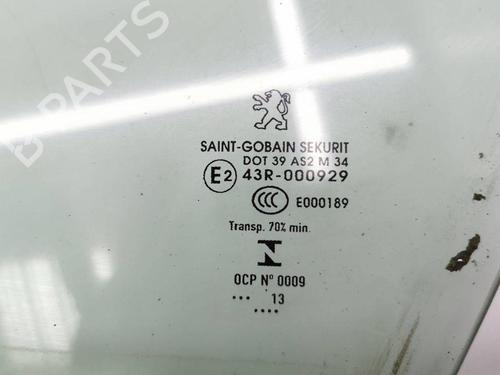 B-PARTS
SAINT-GOBAIN SEKURIT
DOT 39 AS2 M 34
E2 43R-000929
CCC E000189
Transp. 70% min.
N
OCP Nº 0009
... 13
....